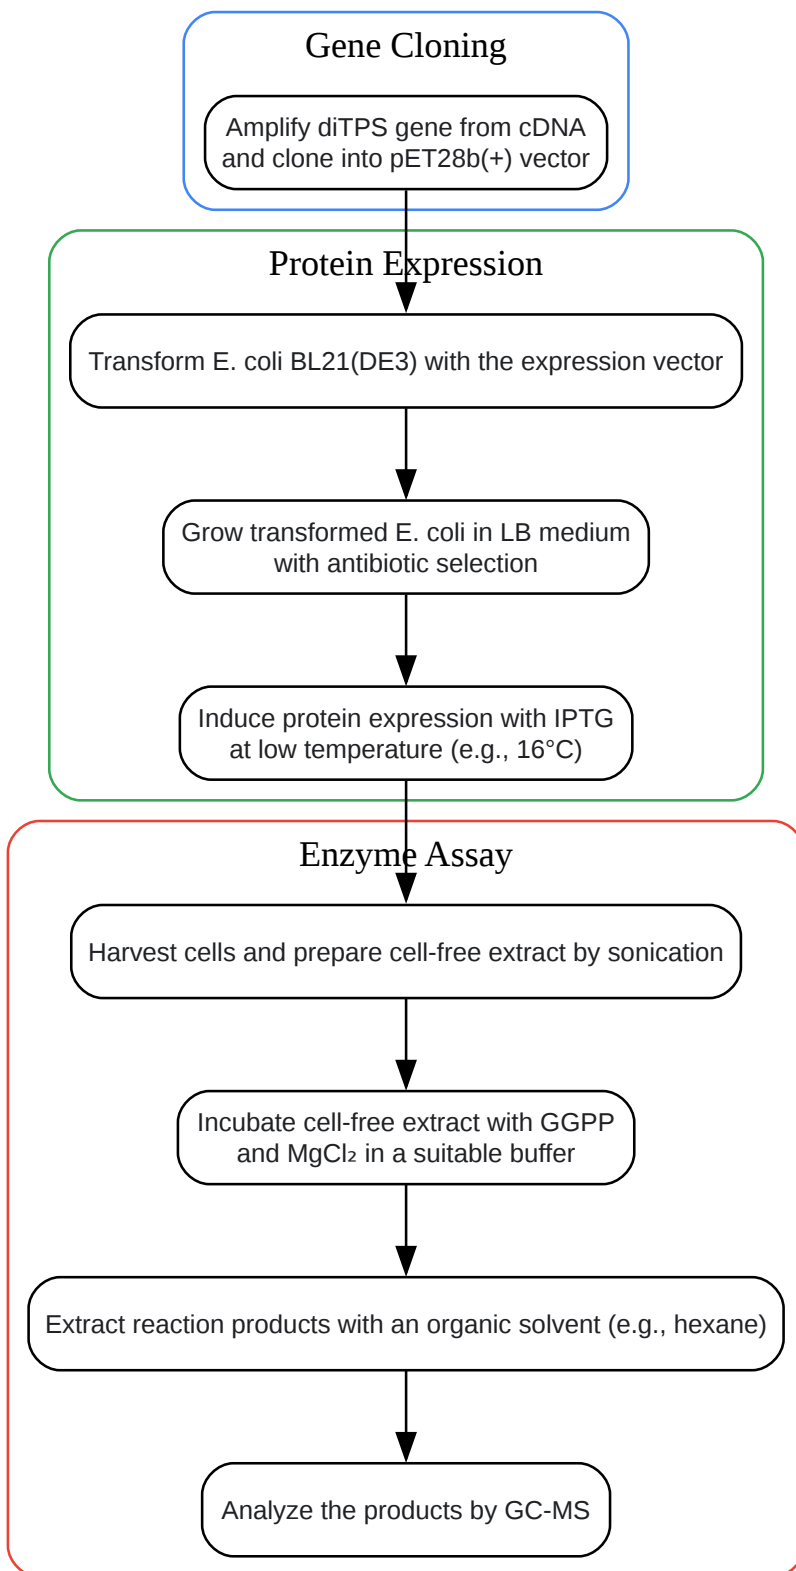 Gene Cloning
Amplify diTPS gene from cDNA
and clone into pET28b(+) vector
Protein Expression
Transform E. coli BL21(DE3) with the expression vector
Grow transformed E. coli in LB medium
with antibiotic selection
Induce protein expression with IPTG
at low temperature (e.g., 16°C)
Enzyme Assay
Harvest cells and prepare cell-free extract by sonication
Incubate cell-free extract with GGPP
and MgCl₂ in a suitable buffer
Extract reaction products with an organic solvent (e.g., hexane)
Analyze the products by GC-MS